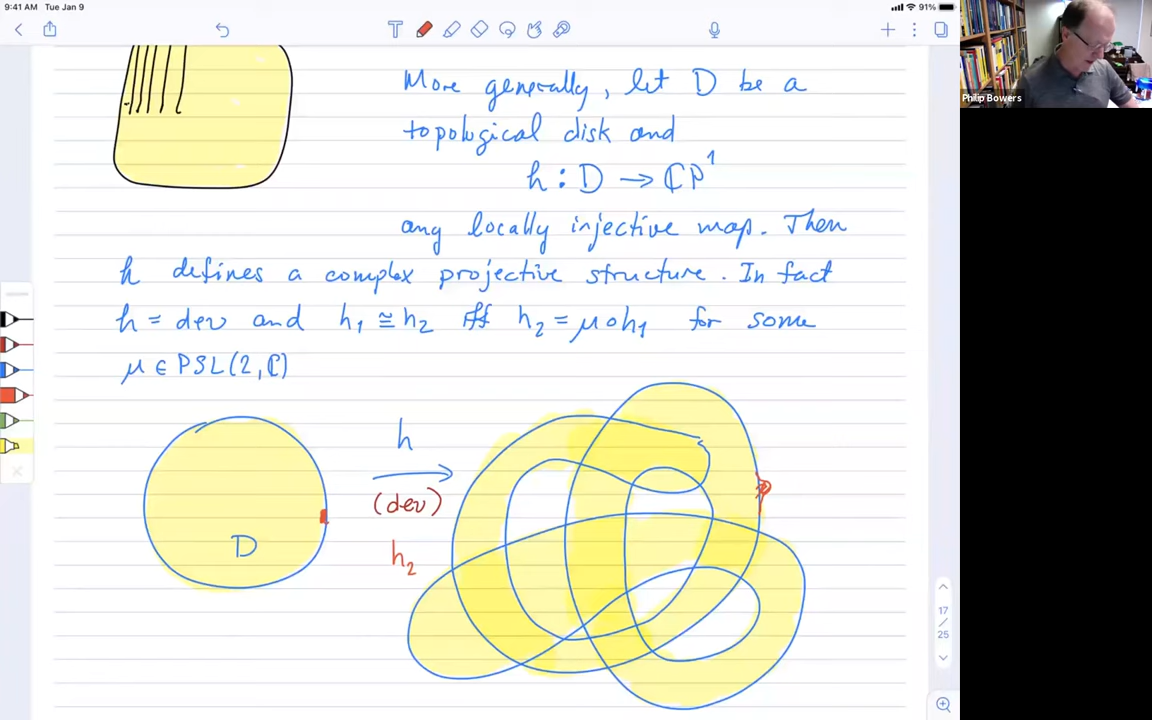 9:41 AM Tue Jan 9
91%
Philip Bowers
More generally, let D be a
topological disk and
h : D → ℂP¹
any locally injective map. Then
h defines a complex projective structure. In fact
h = dev and h₁ ≅ h₂ iff h₂ = μ∘h₁ for some
μ ∈ PSL(2,ℂ)
h
(dev)
h₂
D
17
/
25